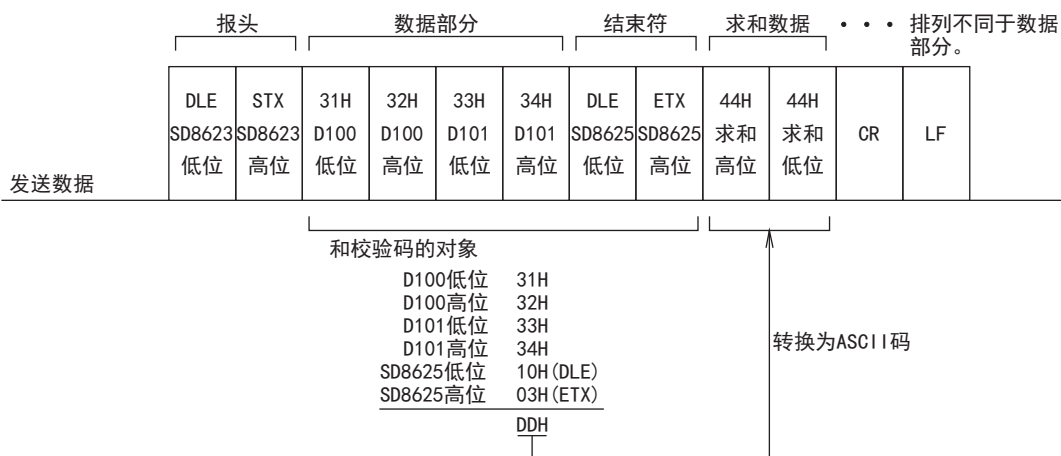 报头 数据部分 结束符 求和数据 ・・・ 排列不同于数据
部分。
DLE STX 31H 32H 33H 34H DLE ETX 44H 44H
SD8623 SD8623 D100 D100 D101 D101 SD8625 SD8625 求和 求和 CR LF
低位 高位 低位 高位 低位 高位 低位 高位 高位 低位
发送数据
和校验码的对象
D100低位 31H
D100高位 32H
D101低位 33H
D101高位 34H
转换为ASCII码
SD8625低位 10H(DLE)
SD8625高位 03H(ETX)
DDH